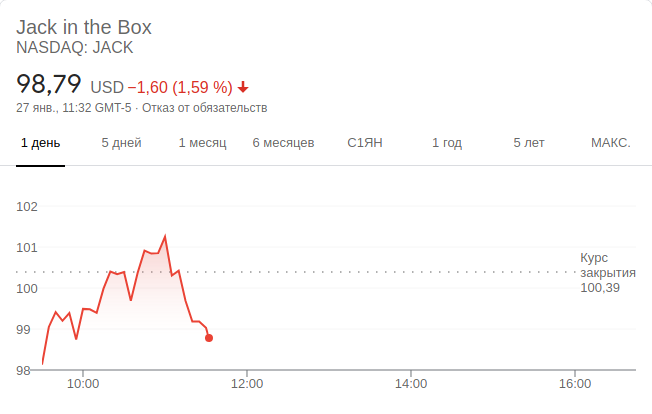 Jack in the Box
NASDAQ: JACK
98,79 USD −1,60 (1,59 %)
27 янв., 11:32 GMT-5 · Отказ от обязательств
1 день 5 дней 1 месяц 6 месяцев С1ЯН 1 год 5 лет МАКС.
102
101
Курс
закрытия
100,39
100
99
98
10:00 12:00 14:00 16:00